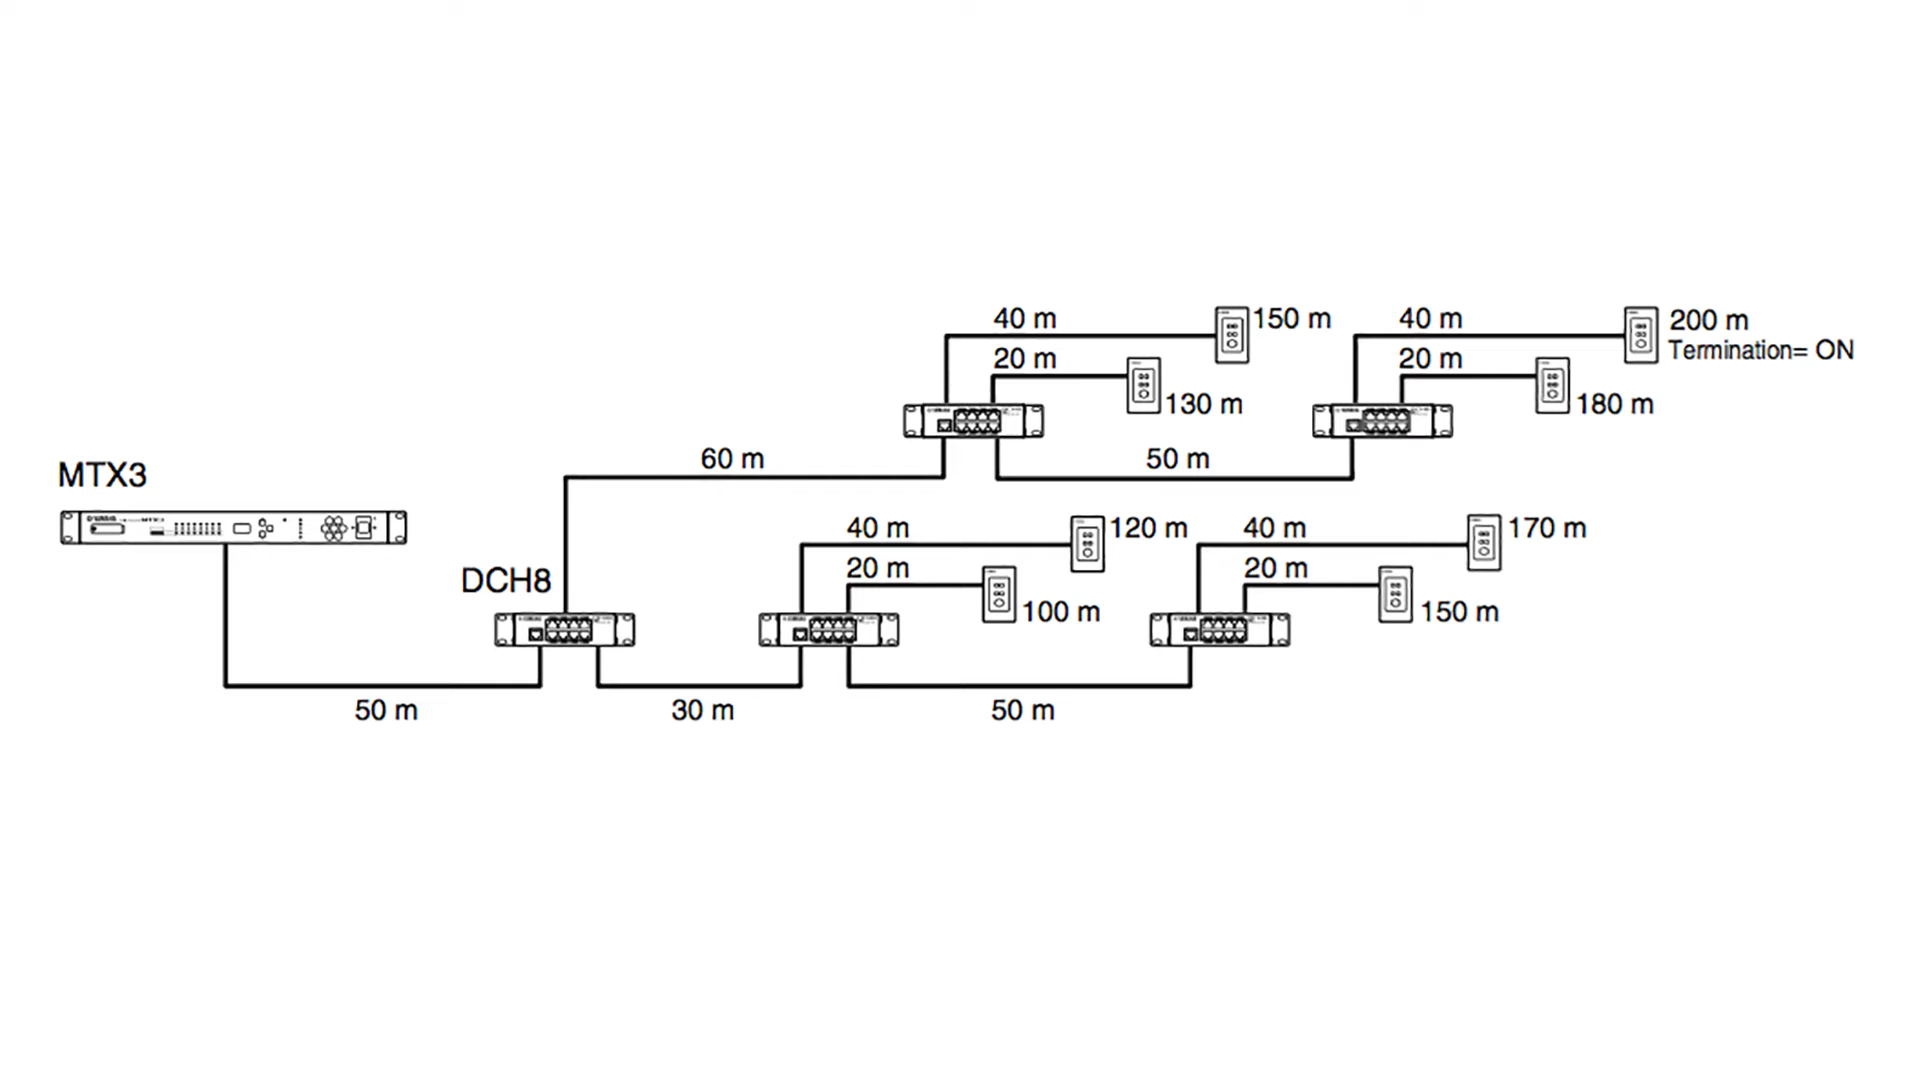 40 m
150 m
40 m
200 m
Termination= ON
20 m
130 m
20 m
180 m
60 m
50 m
MTX3
40 m
120 m
40 m
170 m
DCH8
20 m
100 m
20 m
150 m
50 m
30 m
50 m